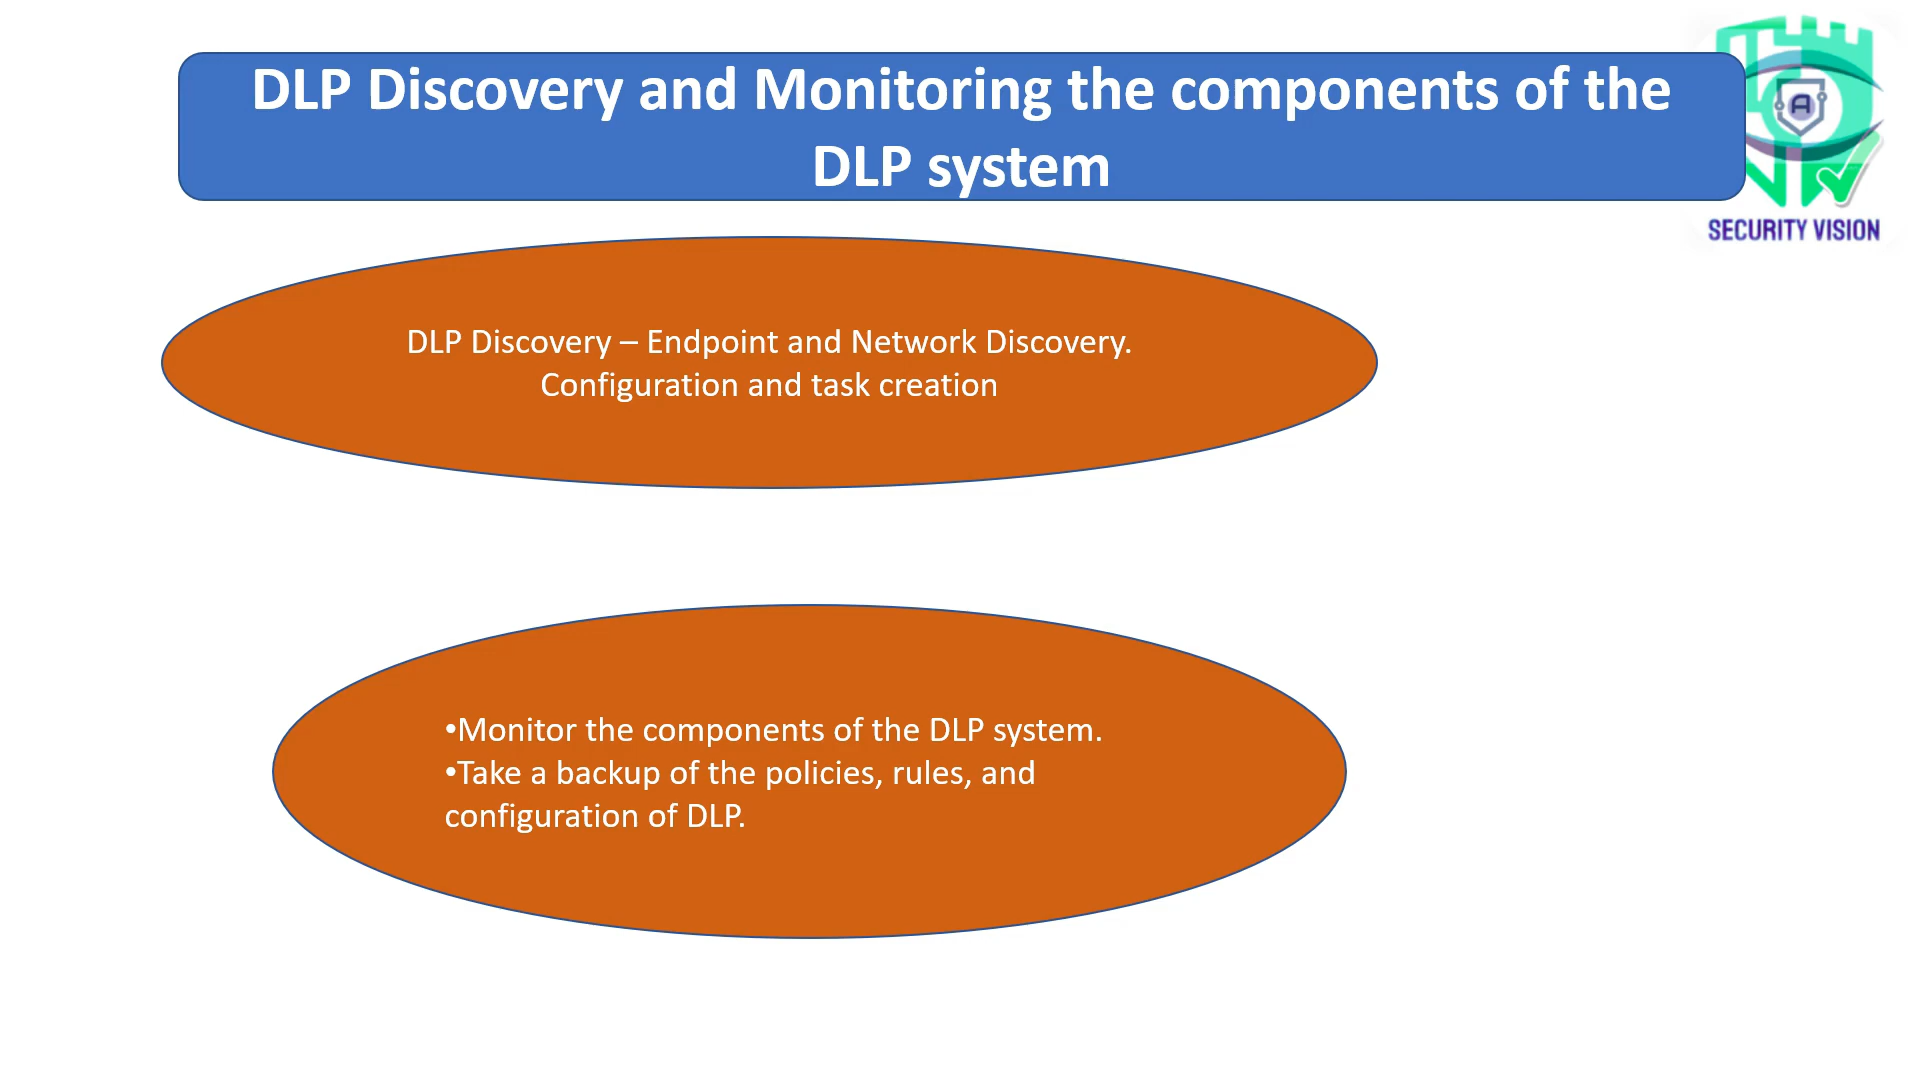 DLP Discovery and Monitoring the components of the
DLP system
A
SECURITY VISION
DLP Discovery – Endpoint and Network Discovery.
Configuration and task creation
•Monitor the components of the DLP system.
•Take a backup of the policies, rules, and
configuration of DLP.